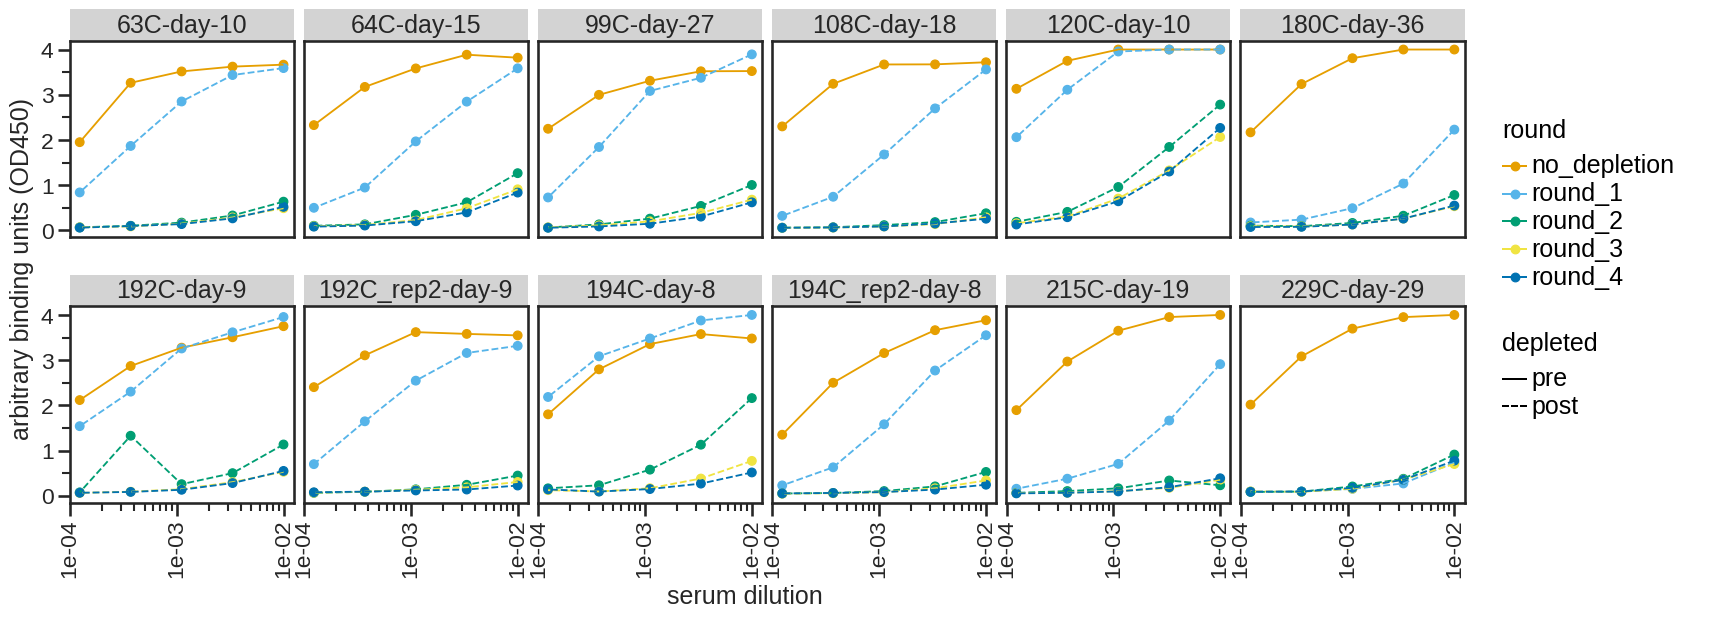 63C-day-10 64C-day-15 99C-day-27 108C-day-18 120C-day-10 180C-day-36
4
3
2
1
0
192C-day-9 192C_rep2-day-9 194C-day-8 194C_rep2-day-8 215C-day-19 229C-day-29
4
3
2
1
0
1e-04 1e-03 1e-02 1e-04 1e-03 1e-02 1e-04 1e-03 1e-02 1e-04 1e-03 1e-02 1e-04 1e-03 1e-02 1e-04 1e-03 1e-02
serum dilution
arbitrary binding units (OD450)
round
no_depletion
round_1
round_2
round_3
round_4
depleted
pre
post